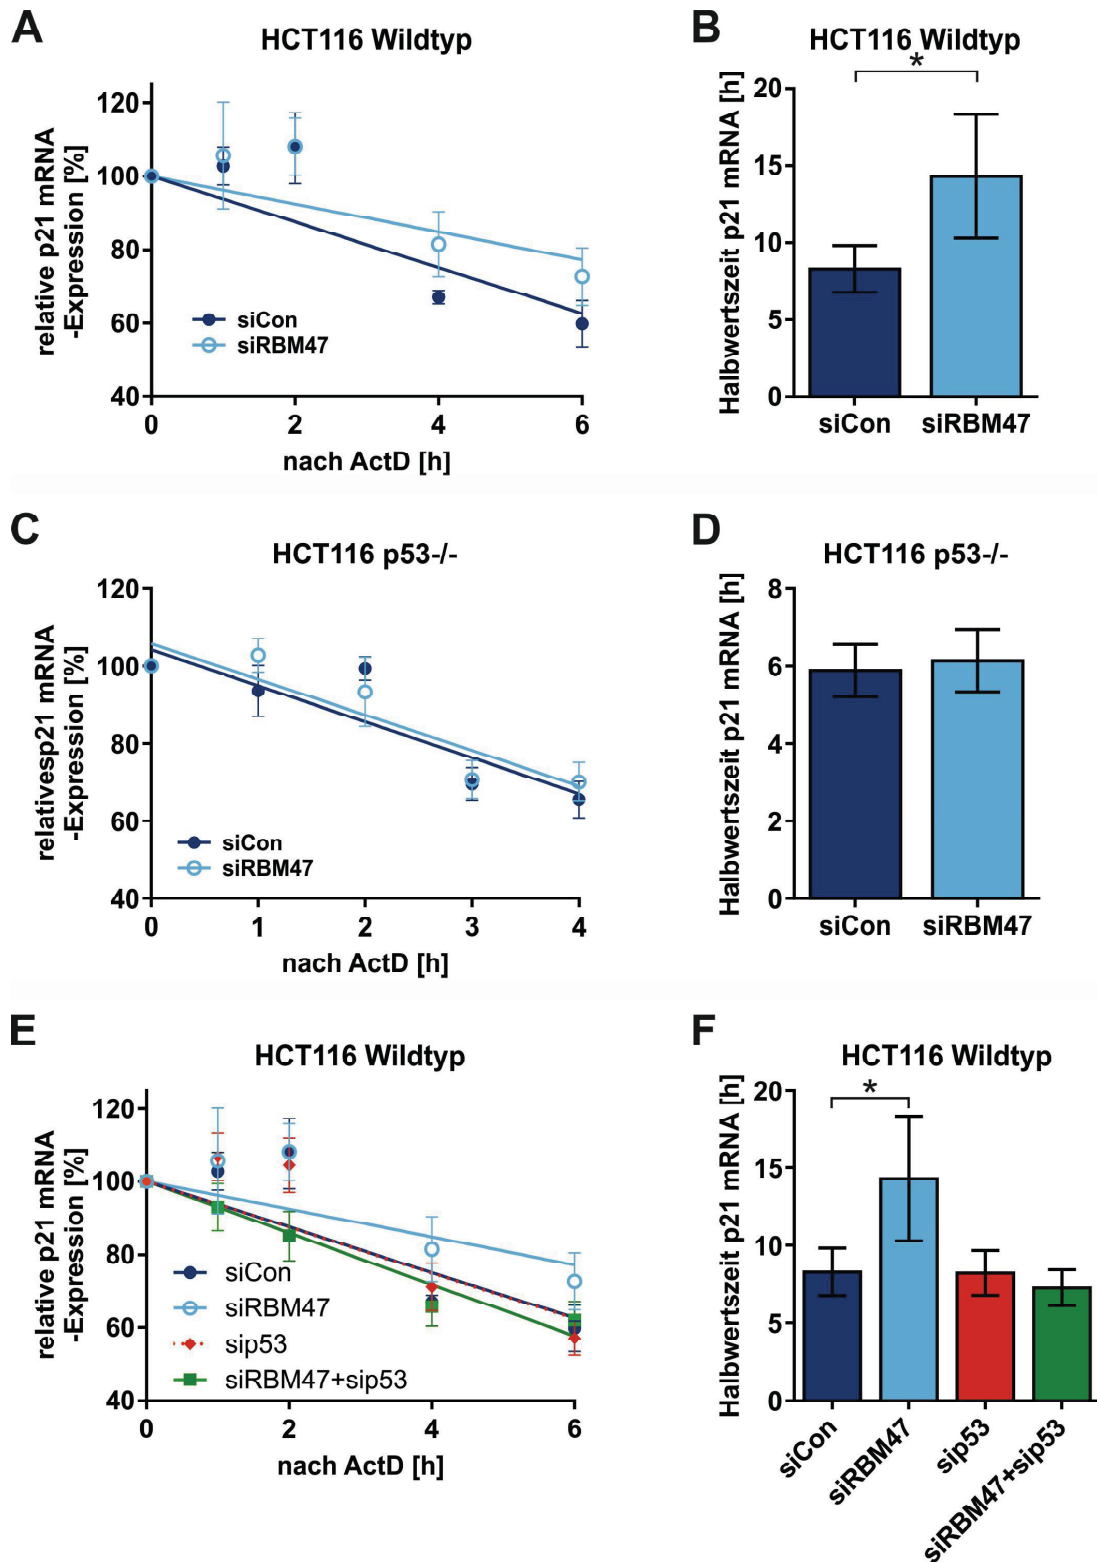 A
HCT116 Wildtyp
relative p21 mRNA
-Expression [%]
120
100
80
60
40
siCon
siRBM47
0
2
4
6
nach ActD [h]
B
HCT116 Wildtyp
*
Halbwertszeit p21 mRNA [h]
20
15
10
5
0
siCon
siRBM47
C
HCT116 p53-/-
relativesp21 mRNA
-Expression [%]
120
100
80
60
40
siCon
siRBM47
0
1
2
3
4
nach ActD [h]
D
HCT116 p53-/-
Halbwertszeit p21 mRNA [h]
8
6
4
2
0
siCon
siRBM47
E
HCT116 Wildtyp
relative p21 mRNA
-Expression [%]
120
100
80
60
40
siCon
siRBM47
sip53
siRBM47+sip53
0
2
4
6
nach ActD [h]
F
HCT116 Wildtyp
*
Halbwertszeit p21 mRNA [h]
20
15
10
5
0
siCon
siRBM47
sip53
siRBM47+sip53